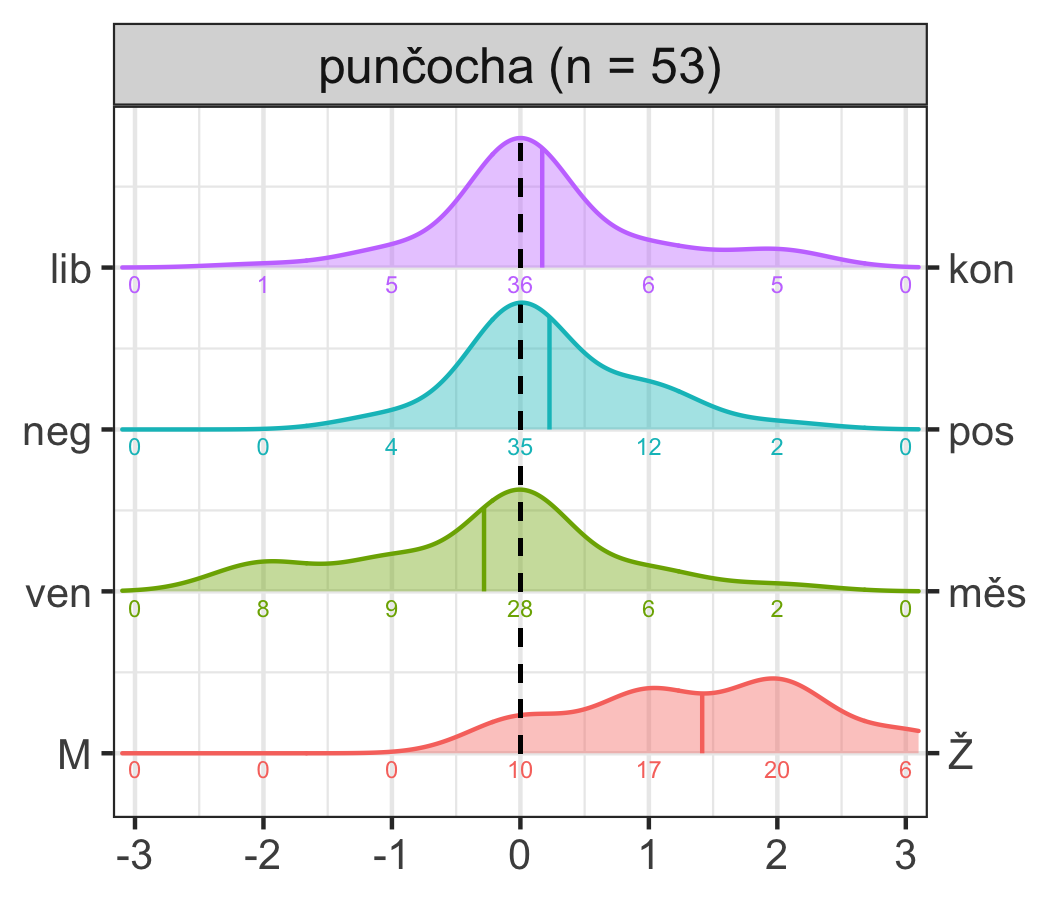 punčocha (n = 53)
lib kon
0 1 5 36 6 5 0
neg pos
0 0 4 35 12 2 0
ven měs
0 8 9 28 6 2 0
M Ž
0 0 0 10 17 20 6
-3 -2 -1 0 1 2 3